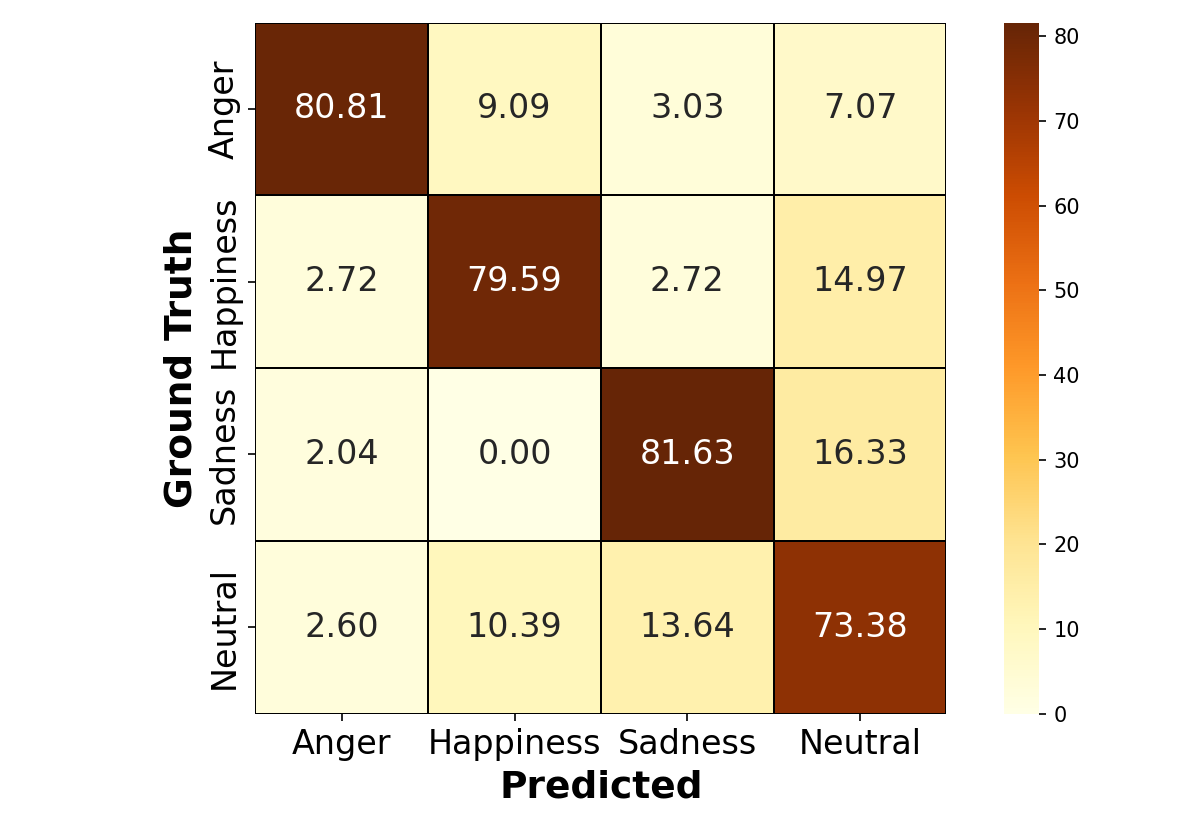 Ground Truth
Anger 80.81 9.09 3.03 7.07
Happiness 2.72 79.59 2.72 14.97
Sadness 2.04 0.00 81.63 16.33
Neutral 2.60 10.39 13.64 73.38
Anger Happiness Sadness Neutral
Predicted
80
70
60
50
40
30
20
10
0